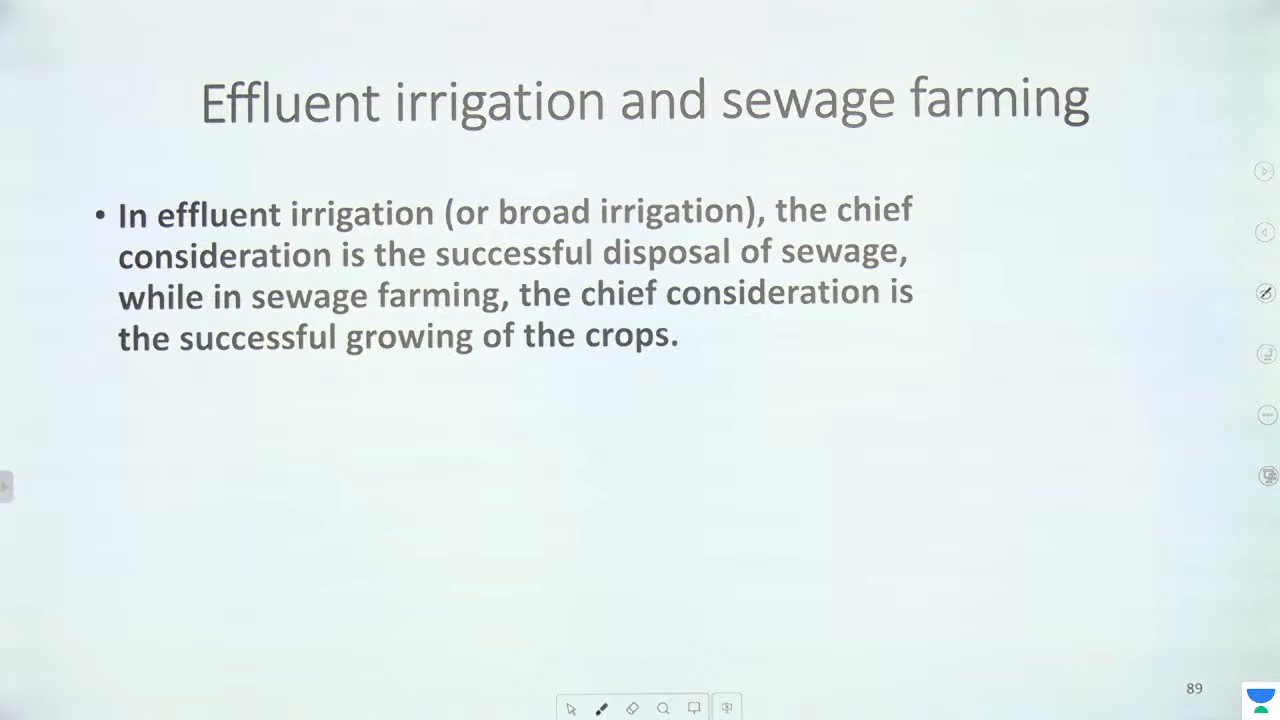 Effluent irrigation and sewage farming
• In effluent irrigation (or broad irrigation), the chief
consideration is the successful disposal of sewage,
while in sewage farming, the chief consideration is
the successful growing of the crops.
89